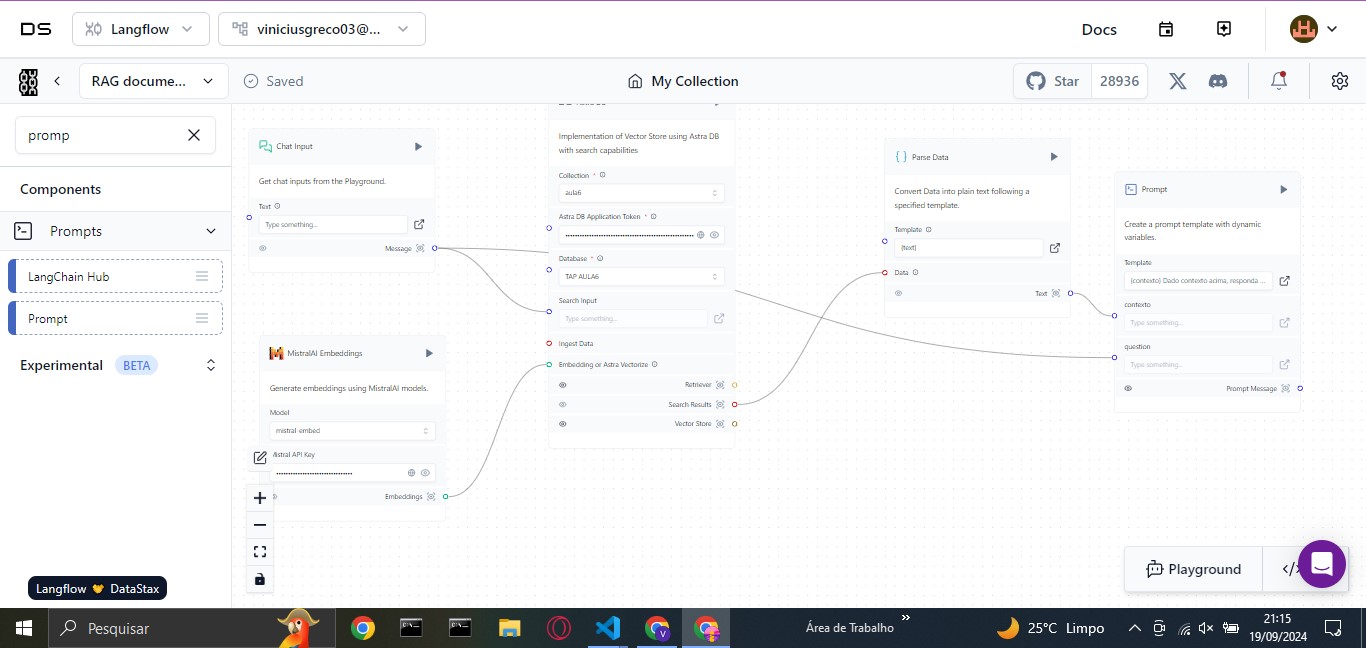 DS
Langflow
viniciusgreco03@...
Docs
RAG docume...
Saved
My Collection
Star
28936
promp
Components
Prompts
LangChain Hub
Prompt
Experimental
BETA
Langflow
DataStax
Chat Input
Get chat inputs from the Playground.
Text
Type something...
Message
MistralAI Embeddings
Generate embeddings using MistralAI models.
Model
mistral-embed
Mistral API Key
Embeddings
Implementation of Vector Store using Astra DB
with search capabilities
Collection *
aula6
Astra DB Application Token *
Database *
TAP AULA6
Search Input
Type something...
Ingest Data
Embedding or Astra Vectorize
Retriever
Search Results
Vector Store
Parse Data
Convert Data into plain text following a
specified template.
Template
{text}
Data
Text
Prompt
Create a prompt template with dynamic
variables.
Template
{contexto} Dado contexto acima, responda ...
contexto
Type something...
question
Type something...
Prompt Message
Playground
</>
Pesquisar
V
Área de Trabalho
»
25°C Limpo
21:15
19/09/2024